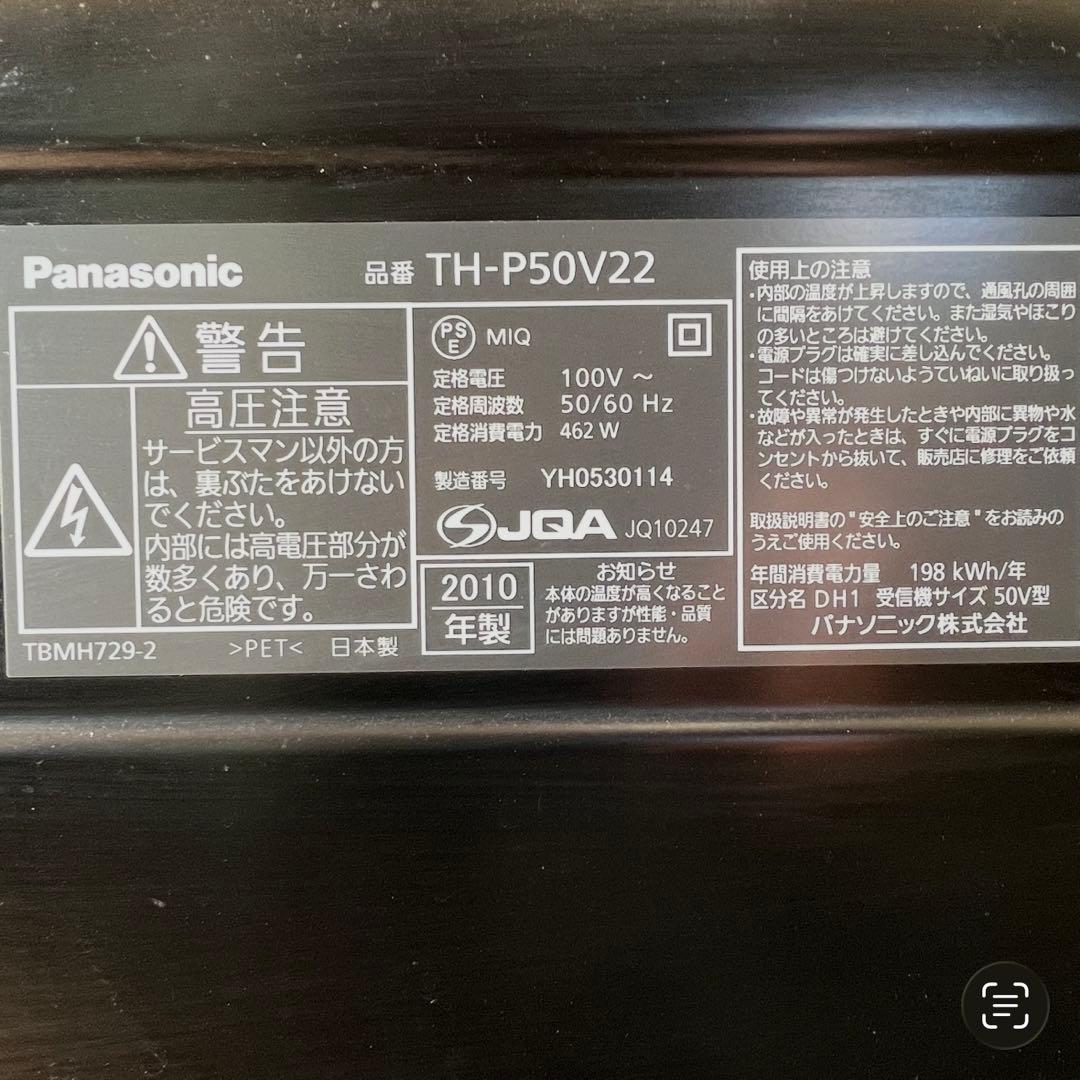 Panasonic
品番 TH-P50V22
警告
高圧注意
サービスマン以外の方
は、裏ぶたをあけない
でください。
内部には高電圧部分が
数多くあり、万一さわ
ると危険です。
TBMH729-2 >PET< 日本製
PSE MIQ
定格電圧 100V ～
定格周波数 50/60 Hz
定格消費電力 462 W
製造番号 YH0530114
JQA JQ10247
2010
年製
お知らせ
本体の温度が高くなること
がありますが性能・品質
には問題ありません。
使用上の注意
・内部の温度が上昇しますので、通風孔の周囲
に間隔をあけてください。また湿気やほこり
の多いところは避けてください。
・電源プラグは確実に差し込んでください。
コードは傷つけないようていねいに取り扱っ
てください。
・故障や異常が発生したときや内部に異物や水
などが入ったときは、すぐに電源プラグをコ
ンセントから抜いて、販売店に修理をご依頼
ください。
取扱説明書の"安全上のご注意"をお読みの
うえご使用ください。
年間消費電力量 198 kWh/年
区分名 DH1 受信機サイズ 50V型
パナソニック株式会社